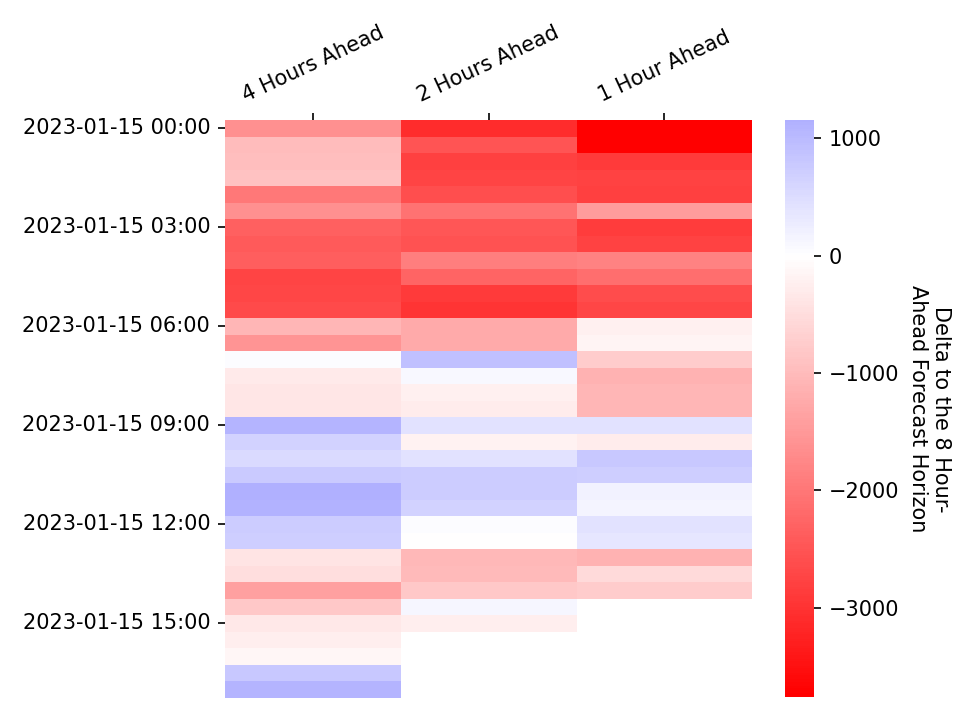 4 Hours Ahead
2 Hours Ahead
1 Hour Ahead
2023-01-15 00:00
2023-01-15 03:00
2023-01-15 06:00
2023-01-15 09:00
2023-01-15 12:00
2023-01-15 15:00
1000
0
−1000
−2000
−3000
Delta to the 8 Hour-
Ahead Forecast Horizon